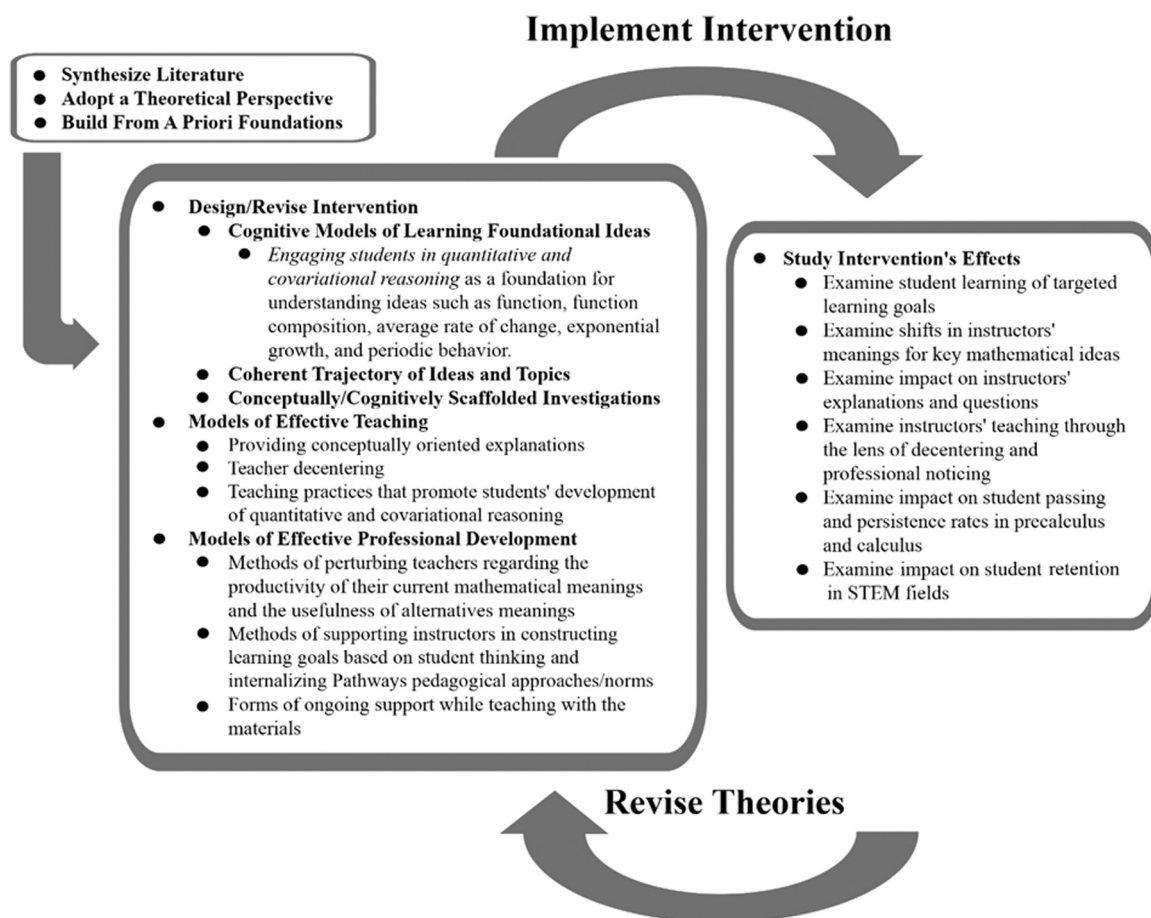 Implement Intervention
● Synthesize Literature
● Adopt a Theoretical Perspective
● Build From A Priori Foundations
● Design/Revise Intervention
● Cognitive Models of Learning Foundational Ideas
● Engaging students in quantitative and
covariational reasoning as a foundation for
understanding ideas such as function, function
composition, average rate of change, exponential
growth, and periodic behavior.
● Coherent Trajectory of Ideas and Topics
● Conceptually/Cognitively Scaffolded Investigations
● Models of Effective Teaching
● Providing conceptually oriented explanations
● Teacher decentering
● Teaching practices that promote students' development
of quantitative and covariational reasoning
● Models of Effective Professional Development
● Methods of perturbing teachers regarding the
productivity of their current mathematical meanings
and the usefulness of alternatives meanings
● Methods of supporting instructors in constructing
learning goals based on student thinking and
internalizing Pathways pedagogical approaches/norms
● Forms of ongoing support while teaching with the
materials
● Study Intervention's Effects
● Examine student learning of targeted
learning goals
● Examine shifts in instructors'
meanings for key mathematical ideas
● Examine impact on instructors'
explanations and questions
● Examine instructors' teaching through
the lens of decentering and
professional noticing
● Examine impact on student passing
and persistence rates in precalculus
and calculus
● Examine impact on student retention
in STEM fields
Revise Theories